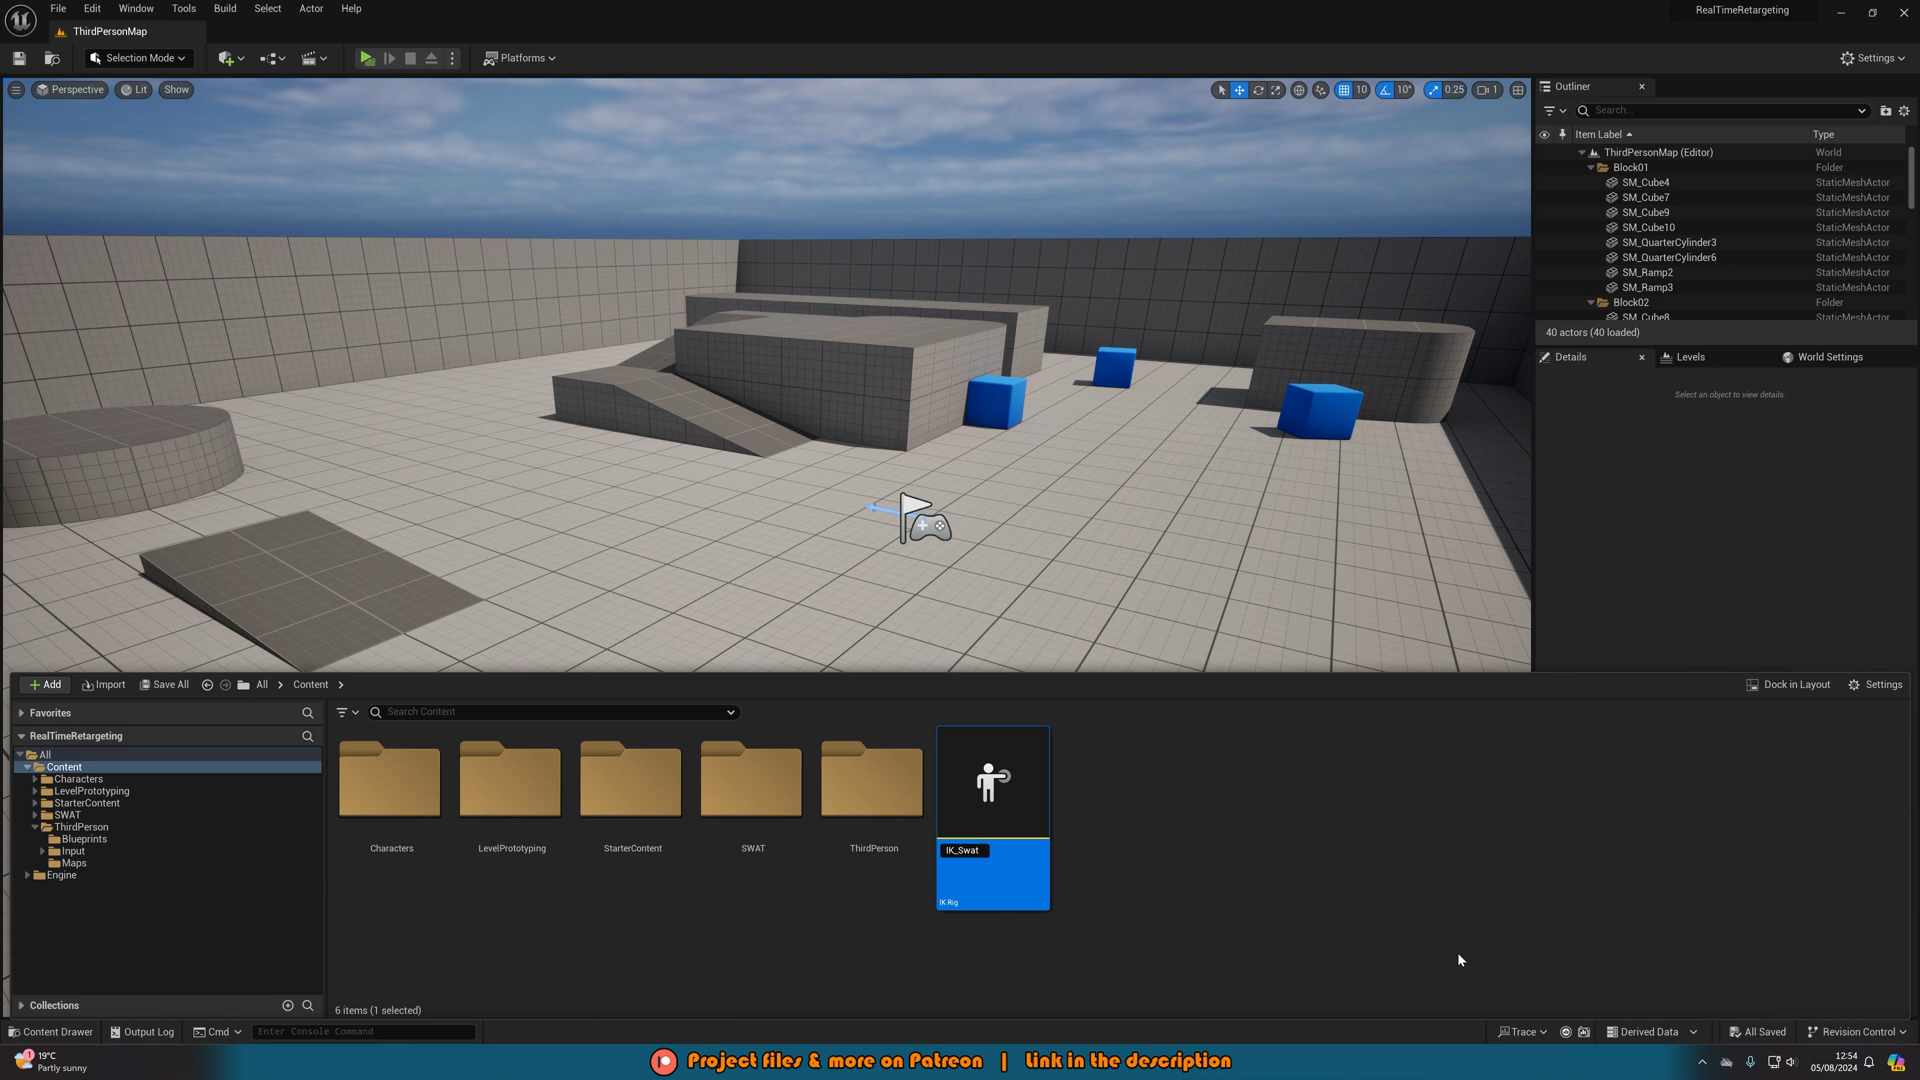 File Edit Window Tools Build Select Actor Help
RealTimeRetargeting
ThirdPersonMap
Selection Mode
Platforms
Settings
Perspective Lit Show
10 10° 0.25 1
Outliner
Search...
Item Label Type
ThirdPersonMap (Editor) World
Block01 Folder
SM_Cube4 StaticMeshActor
SM_Cube7 StaticMeshActor
SM_Cube9 StaticMeshActor
SM_Cube10 StaticMeshActor
SM_QuarterCylinder3 StaticMeshActor
SM_QuarterCylinder6 StaticMeshActor
SM_Ramp2 StaticMeshActor
SM_Ramp3 StaticMeshActor
Block02 Folder
SM_Cube8 StaticMeshActor
40 actors (40 loaded)
Details Levels World Settings
Select an object to view details.
Add Import Save All All Content
Dock in Layout Settings
Favorites
Search Content
RealTimeRetargeting
All
Content
Characters
LevelPrototyping
StarterContent
SWAT
ThirdPerson
Blueprints
Input
Maps
Engine
Characters LevelPrototyping StarterContent SWAT ThirdPerson IK_Swat
IK Rig
Collections
6 items (1 selected)
Content Drawer Output Log Cmd Enter Console Command
Trace Derived Data All Saved Revision Control
1
19°C
Partly sunny
Project files & more on Patreon | Link in the description
12:54
05/08/2024
PRE